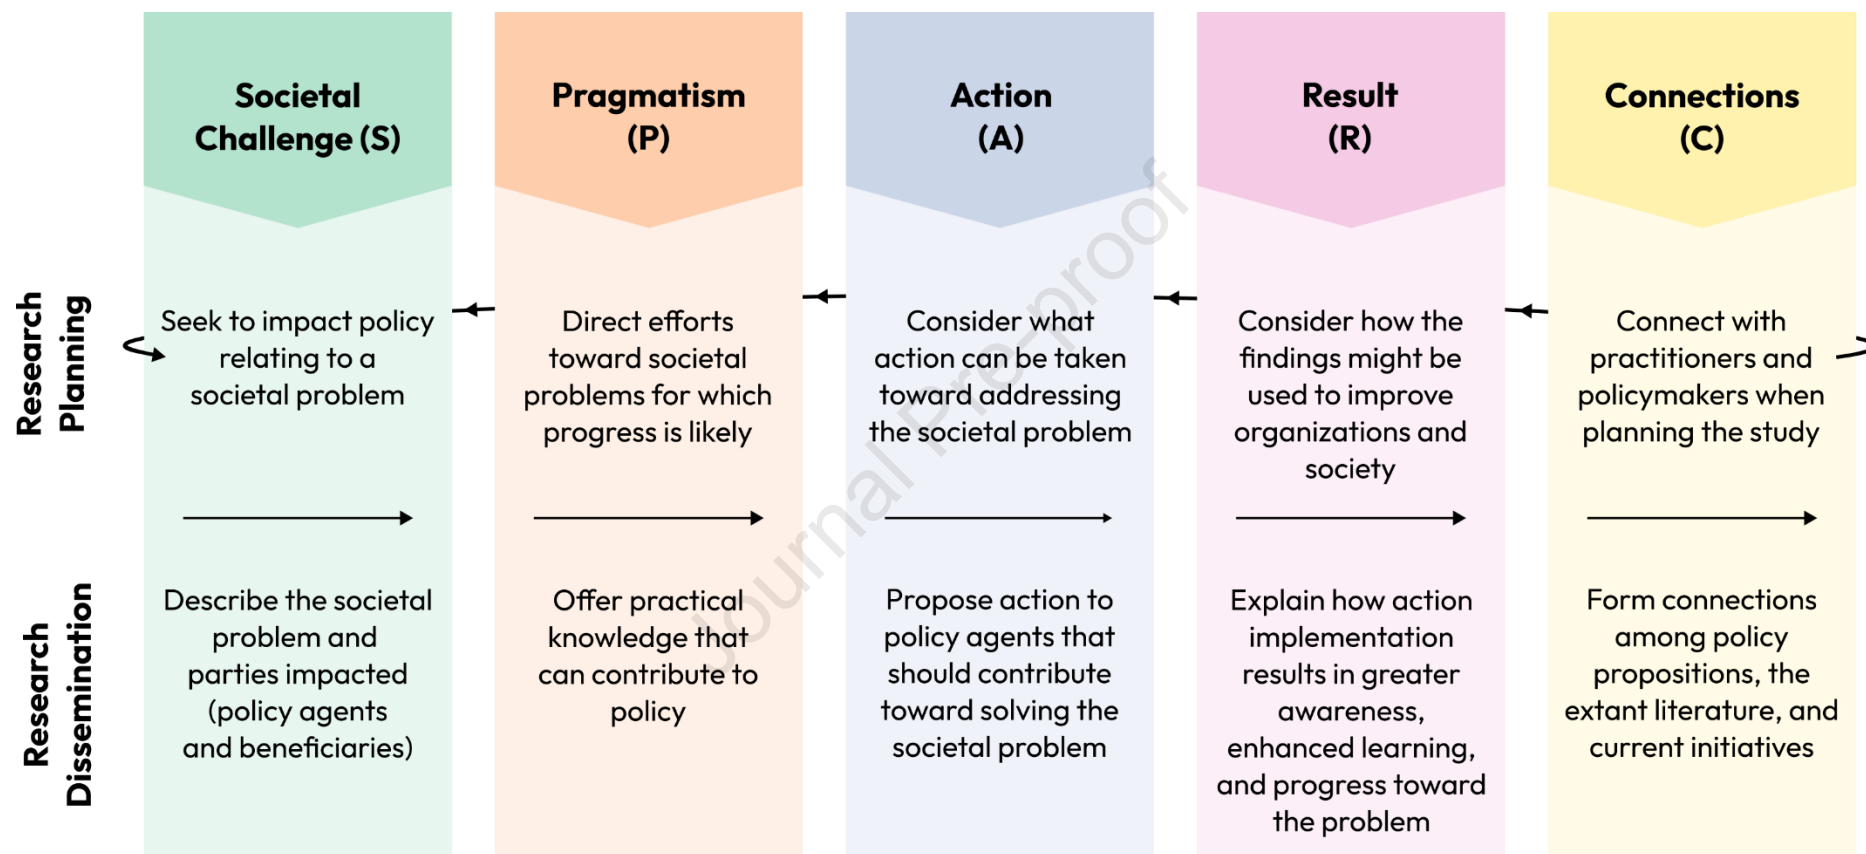 Societal
Challenge (S)
Pragmatism
(P)
Action
(A)
Result
(R)
Connections
(C)
Research
Planning
Seek to impact policy
relating to a
societal problem
Direct efforts
toward societal
problems for which
progress is likely
Consider what
action can be taken
toward addressing
the societal problem
Consider how the
findings might be
used to improve
organizations and
society
Connect with
practitioners and
policymakers when
planning the study
Research
Dissemination
Describe the societal
problem and
parties impacted
(policy agents
and beneficiaries)
Offer practical
knowledge that
can contribute to
policy
Propose action to
policy agents that
should contribute
toward solving the
societal problem
Explain how action
implementation
results in greater
awareness,
enhanced learning,
and progress toward
the problem
Form connections
among policy
propositions, the
extant literature, and
current initiatives
Journal Pre-proof